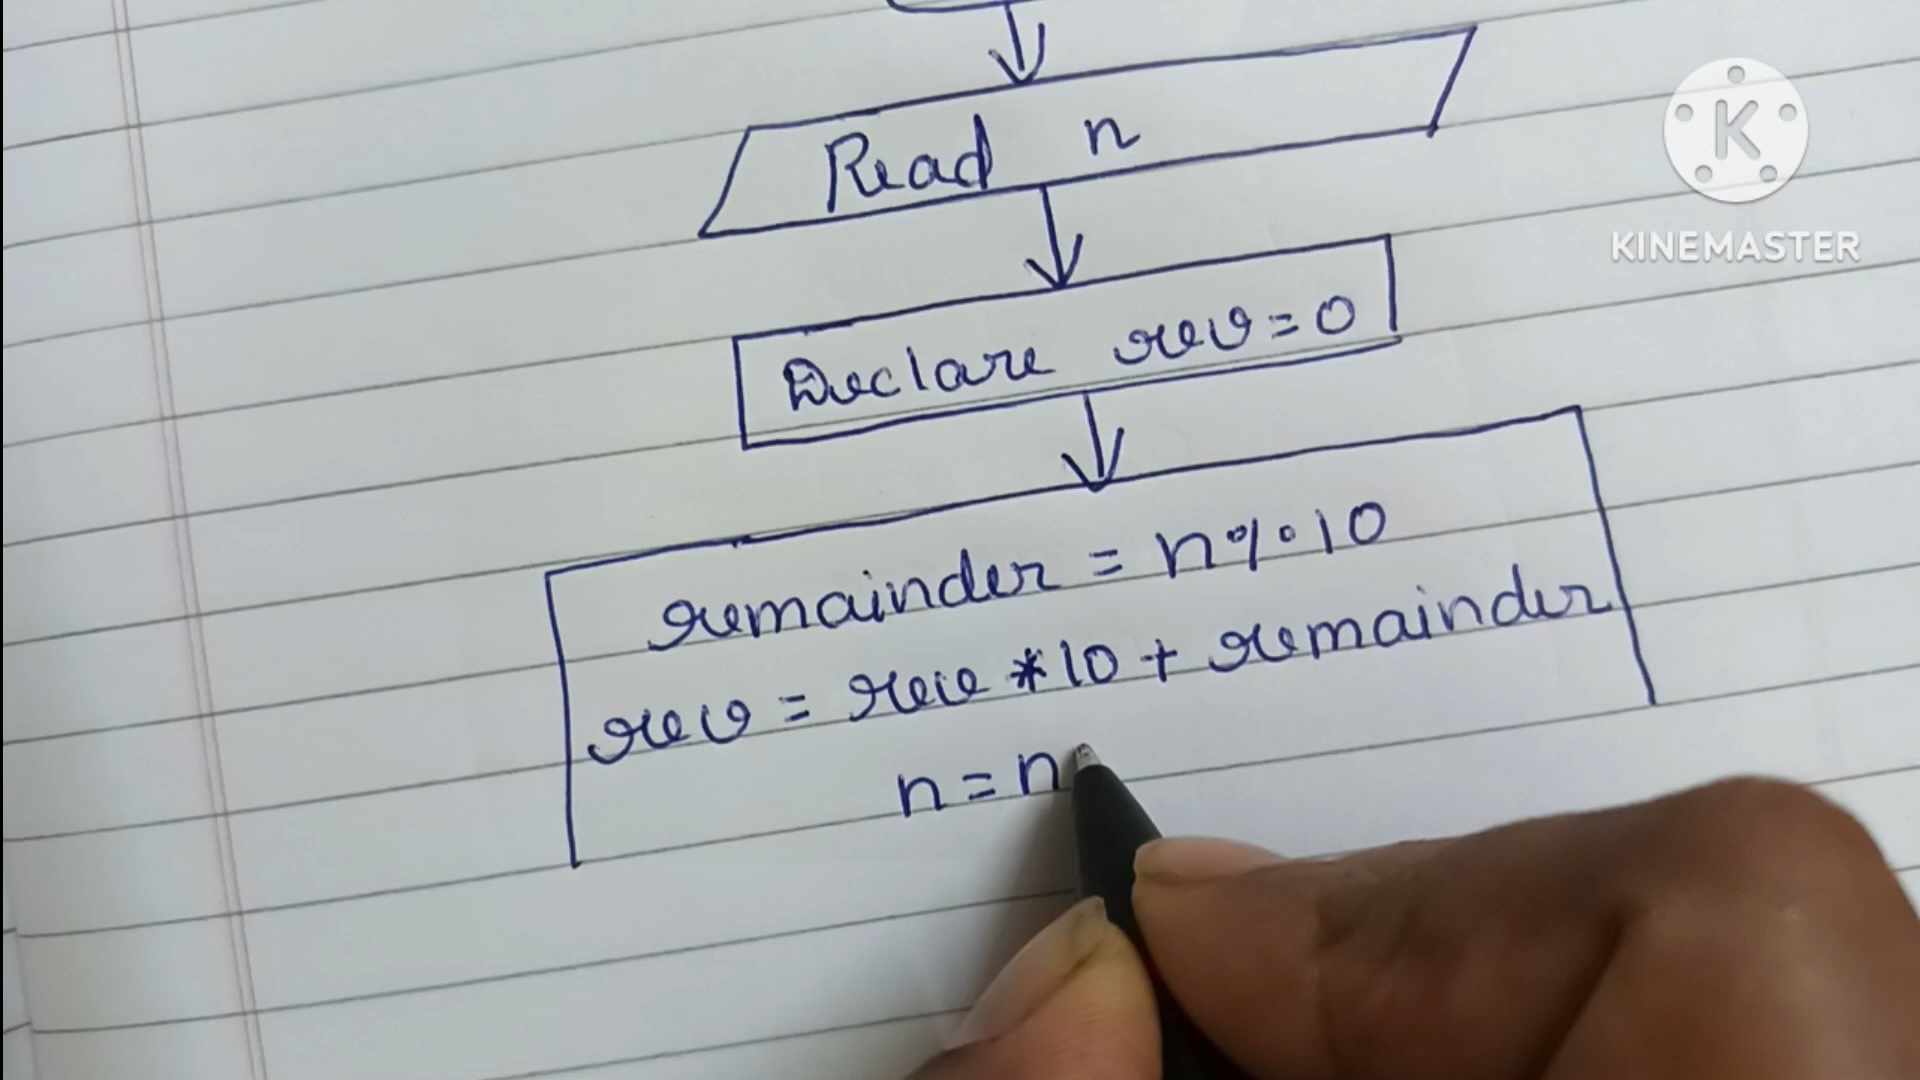 Read n
KINEMASTER
Declare rev=0
remainder = n%10
rev = rev *10 + remainder
n=n